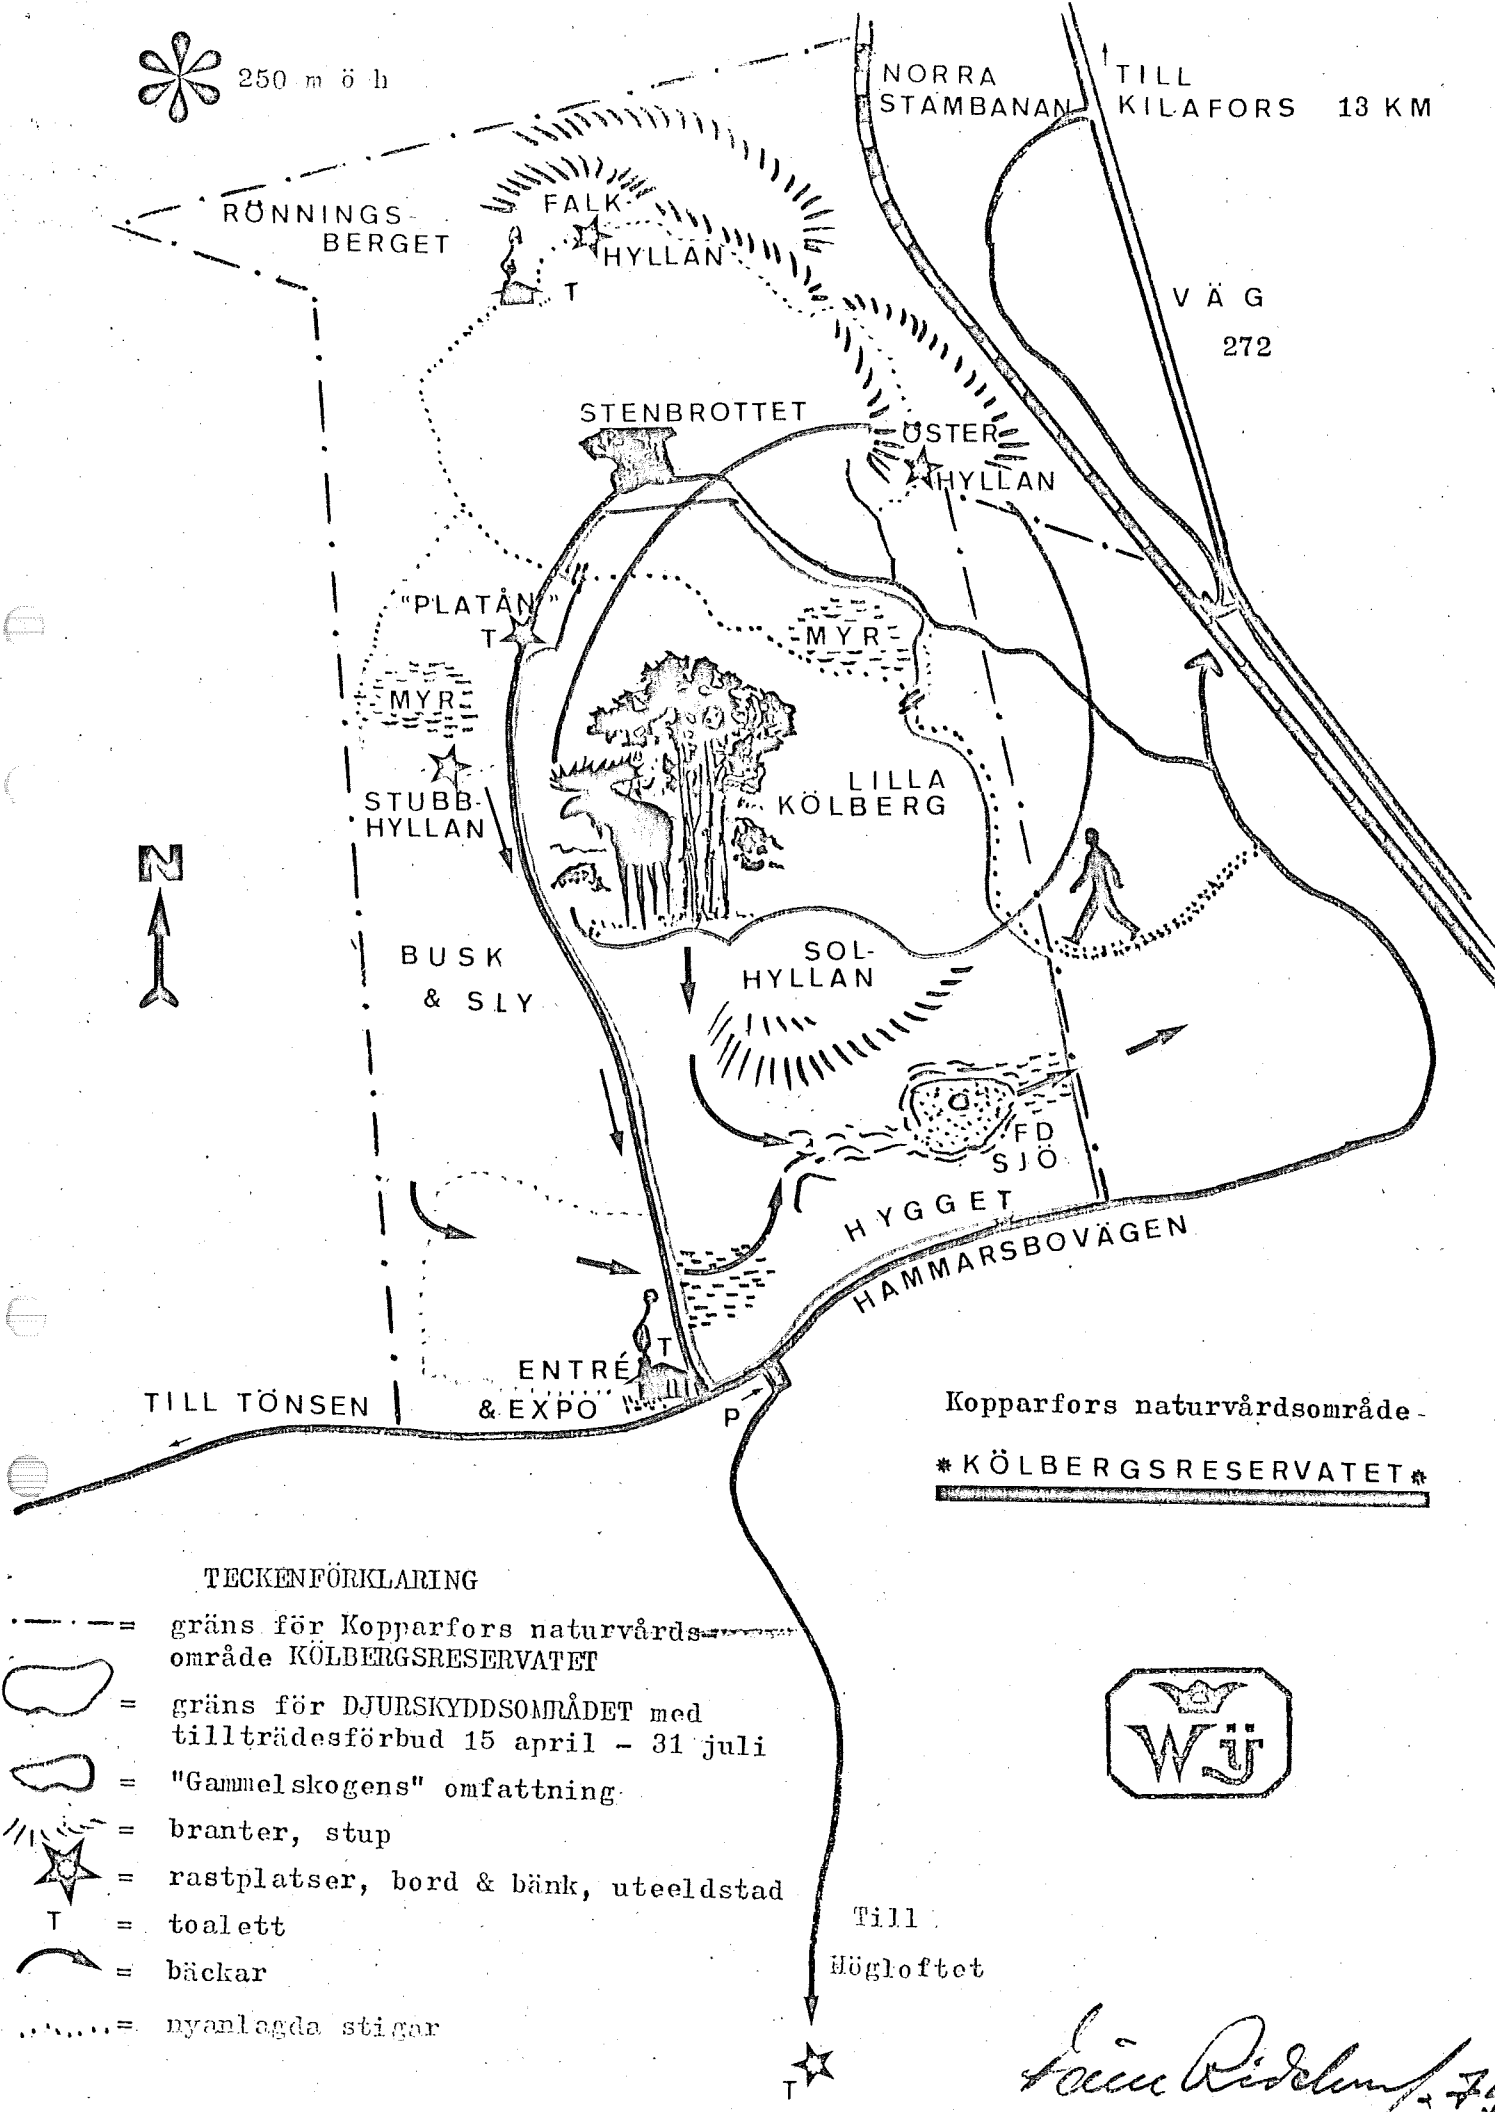 250 m ö h
NORRA
STAMBANAN
TILL
KILAFORS 13 KM
RÖNNINGS-
BERGET
FALK-
HYLLAN
T
VÄG
272
STENBROTTET
ÖSTER
HYLLAN
"PLATÅN"
T
MYR
MYR
STUBB-
HYLLAN
LILLA
KÖLBERG
N
BUSK
& SLY
SOL-
HYLLAN
FD
SJÖ
HYGGET
HAMMARSBOVÄGEN
T
ENTRÉ
& EXPO
TILL TÖNSEN
P
Kopparfors naturvårdsområde-
*KÖLBERGSRESERVATET*
TECKENFÖRKLARING
= gräns för Kopparfors naturvårds-
område KÖLBERGSRESERVATET
= gräns för DJURSKYDDSOMRÅDET med
tillträdesförbud 15 april - 31 juli
= "Gammelskogens" omfattning
= branter, stup
= rastplatser, bord & bänk, uteeldstad
T = toalett
= bäckar
= nyanlagda stigar
Wij
Till
Högloftet
T